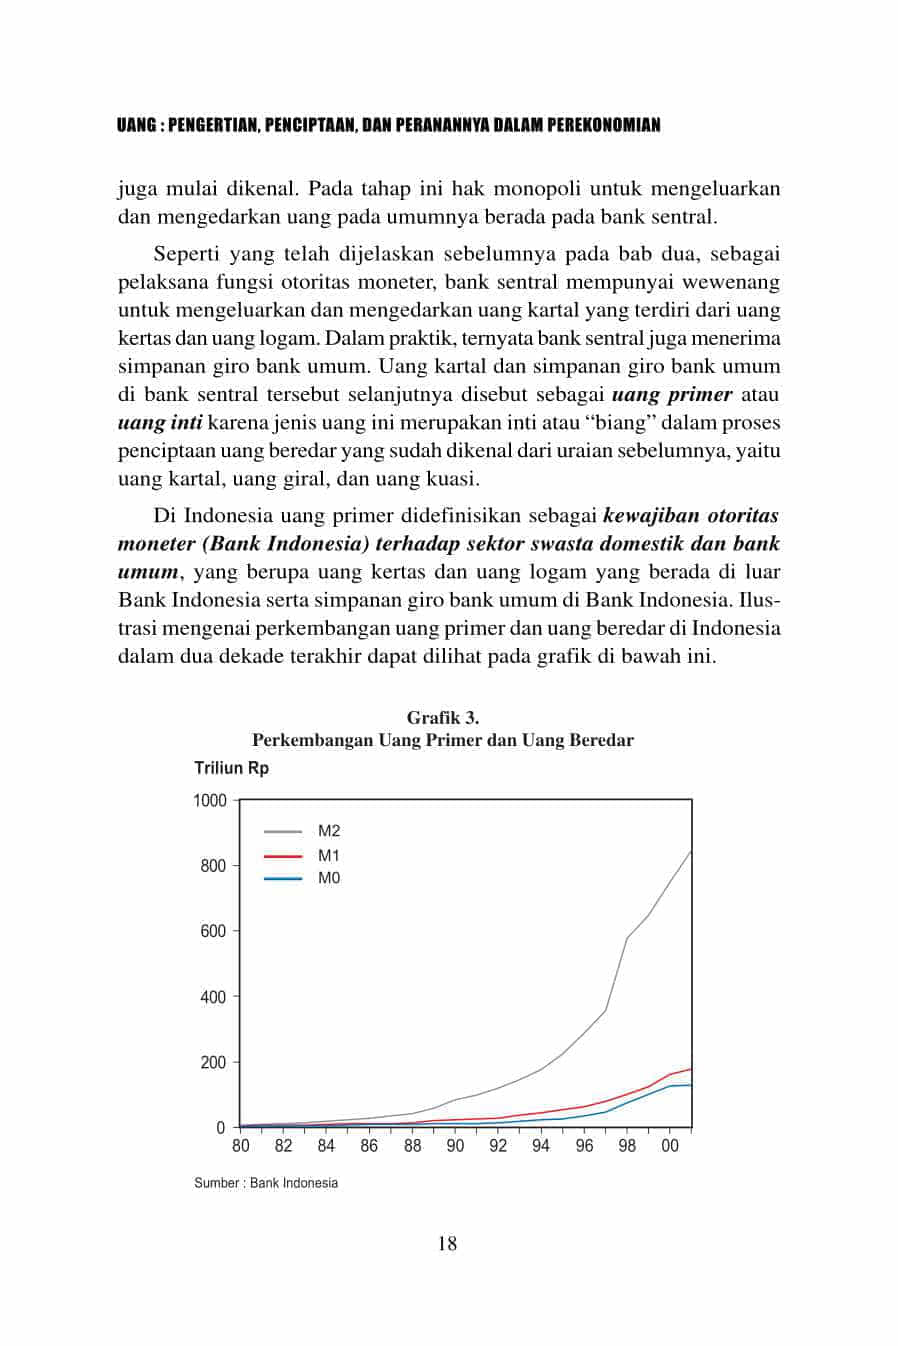 UANG : PENGERTIAN, PENCIPTAAN, DAN PERANANNYA DALAM PEREKONOMIAN
juga mulai dikenal. Pada tahap ini hak monopoli untuk mengeluarkan
dan mengedarkan uang pada umumnya berada pada bank sentral.
Seperti yang telah dijelaskan sebelumnya pada bab dua, sebagai
pelaksana fungsi otoritas moneter, bank sentral mempunyai wewenang
untuk mengeluarkan dan mengedarkan uang kartal yang terdiri dari uang
kertas dan uang logam. Dalam praktik, ternyata bank sentral juga menerima
simpanan giro bank umum. Uang kartal dan simpanan giro bank umum
di bank sentral tersebut selanjutnya disebut sebagai uang primer atau
uang inti karena jenis uang ini merupakan inti atau “biang” dalam proses
penciptaan uang beredar yang sudah dikenal dari uraian sebelumnya, yaitu
uang kartal, uang giral, dan uang kuasi.
Di Indonesia uang primer didefinisikan sebagai kewajiban otoritas
moneter (Bank Indonesia) terhadap sektor swasta domestik dan bank
umum, yang berupa uang kertas dan uang logam yang berada di luar
Bank Indonesia serta simpanan giro bank umum di Bank Indonesia. Ilus-
trasi mengenai perkembangan uang primer dan uang beredar di Indonesia
dalam dua dekade terakhir dapat dilihat pada grafik di bawah ini.
Grafik 3.
Perkembangan Uang Primer dan Uang Beredar
Triliun Rp
1000
M2
M1
800
M0
600
400
200
0
80 82 84 86 88 90 92 94 96 98 00
Sumber : Bank Indonesia
18